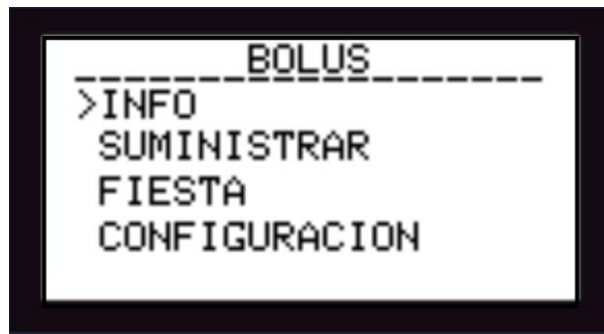 BOLUS
>INFO
SUMINISTRAR
FIESTA
CONFIGURACION